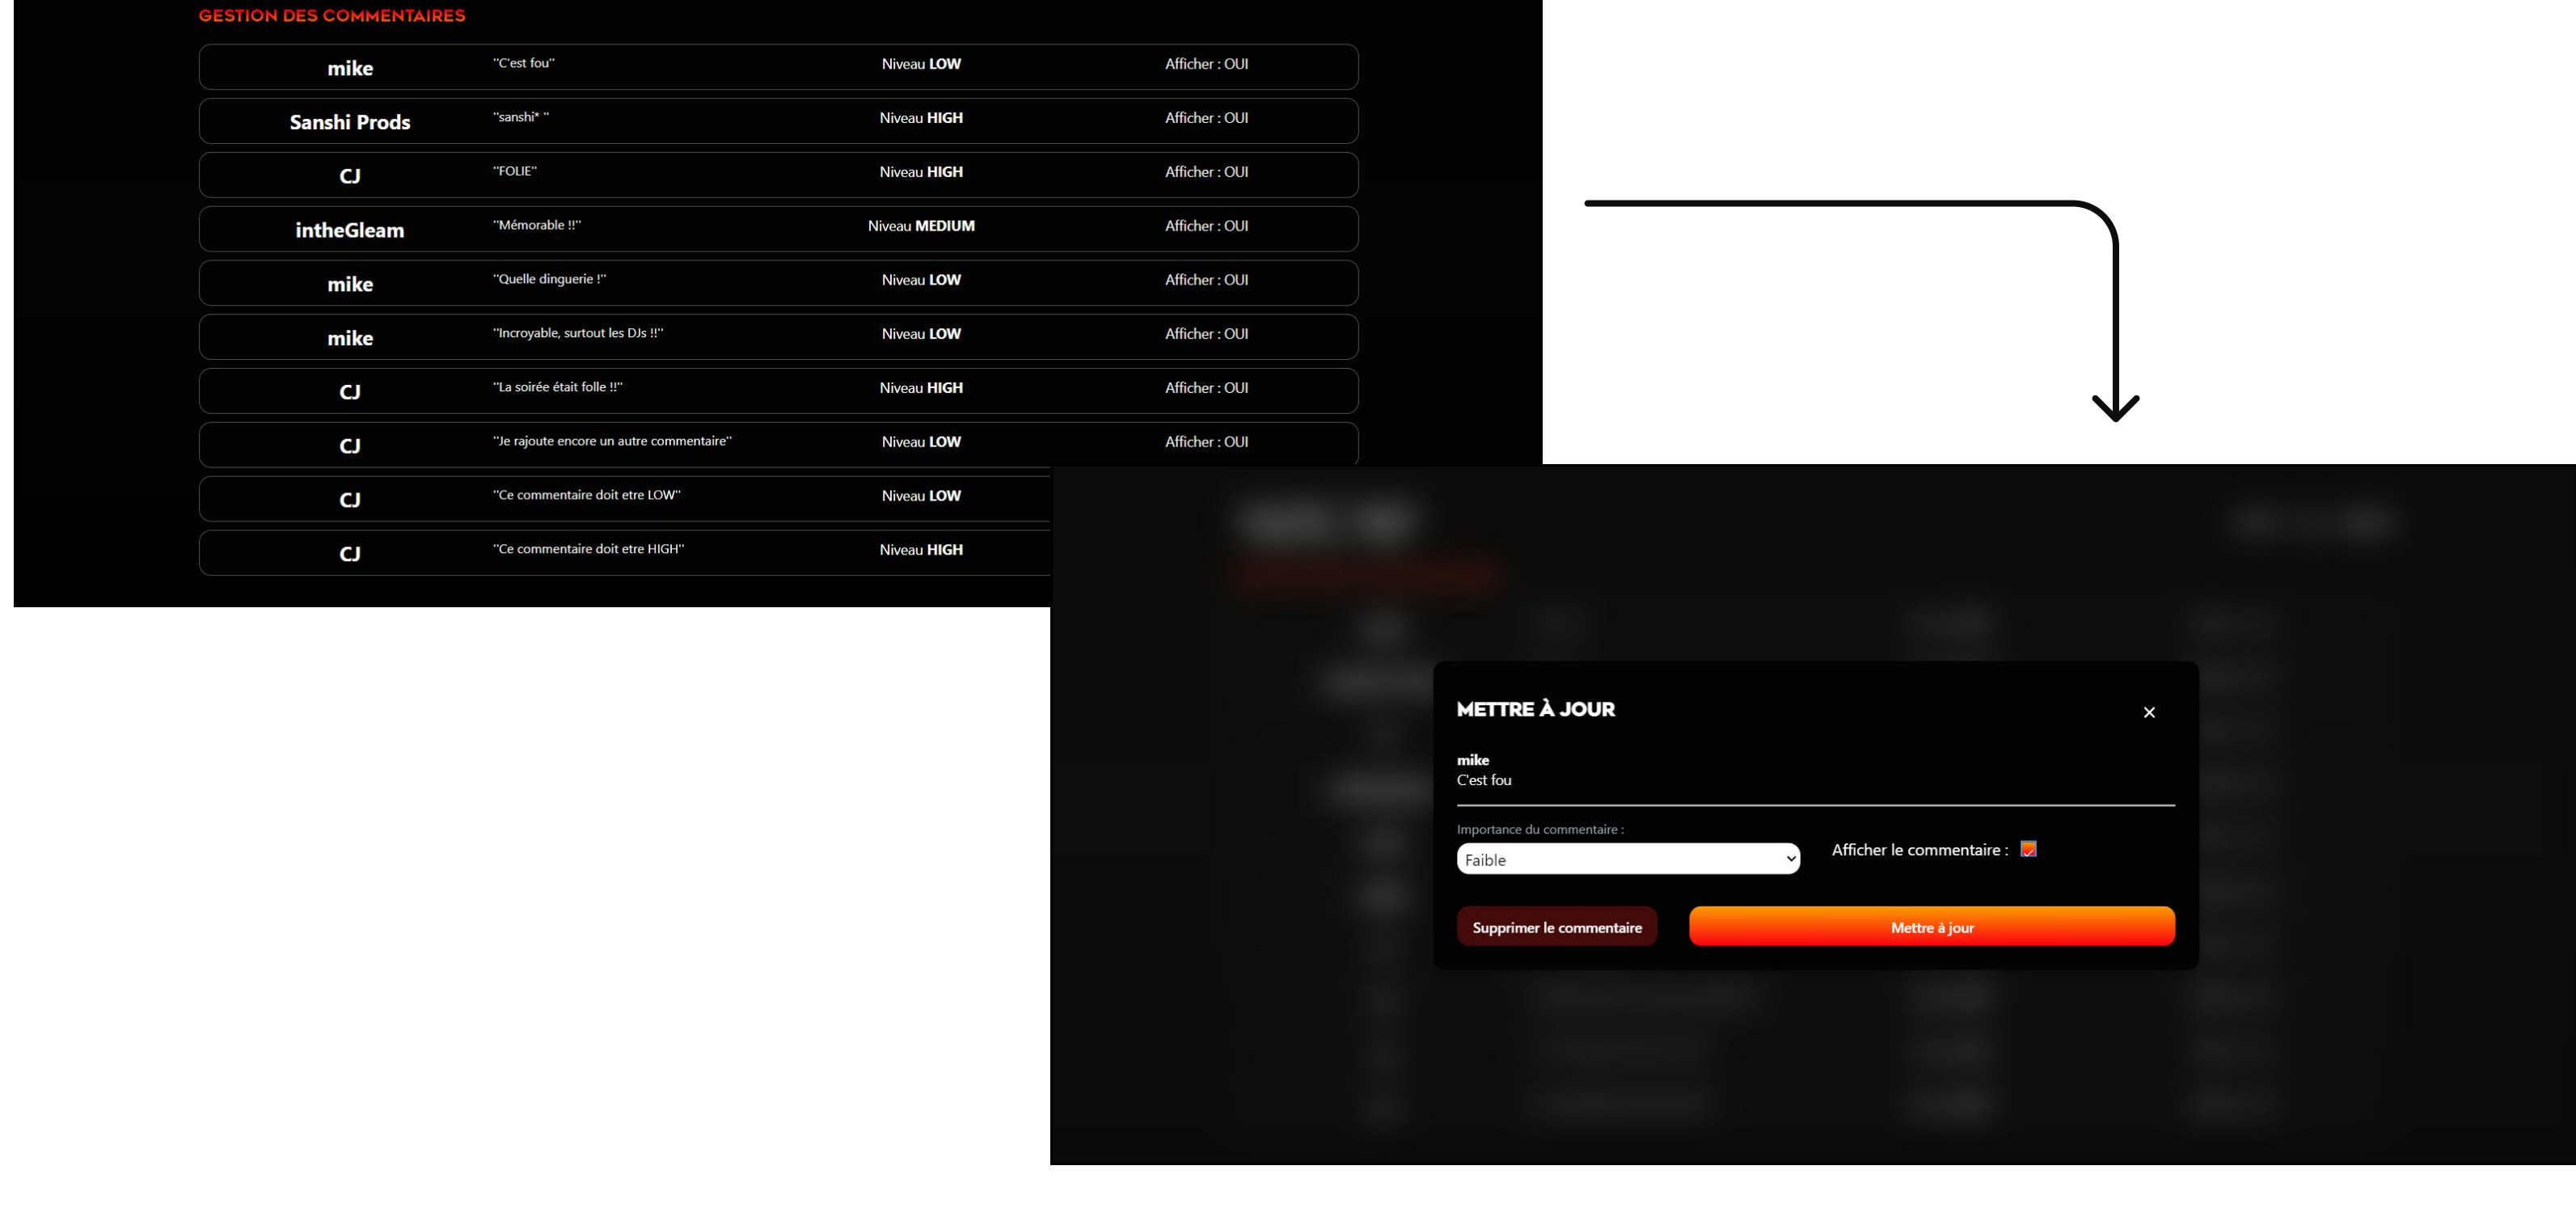 GESTION DES COMMENTAIRES
mike "C'est fou" Niveau LOW Afficher : OUI
Sanshi Prods "sanshi* " Niveau HIGH Afficher : OUI
CJ "FOLIE" Niveau HIGH Afficher : OUI
intheGleam "Mémorable !!" Niveau MEDIUM Afficher : OUI
mike "Quelle dinguerie !" Niveau LOW Afficher : OUI
mike "Incroyable, surtout les DJs !!" Niveau LOW Afficher : OUI
CJ "La soirée était folle !!" Niveau HIGH Afficher : OUI
CJ "Je rajoute encore un autre commentaire" Niveau LOW Afficher : OUI
CJ "Ce commentaire doit etre LOW" Niveau LOW
CJ "Ce commentaire doit etre HIGH" Niveau HIGH
METTRE À JOUR
mike
C'est fou
Importance du commentaire :
Faible
Afficher le commentaire :
Supprimer le commentaire
Mettre à jour